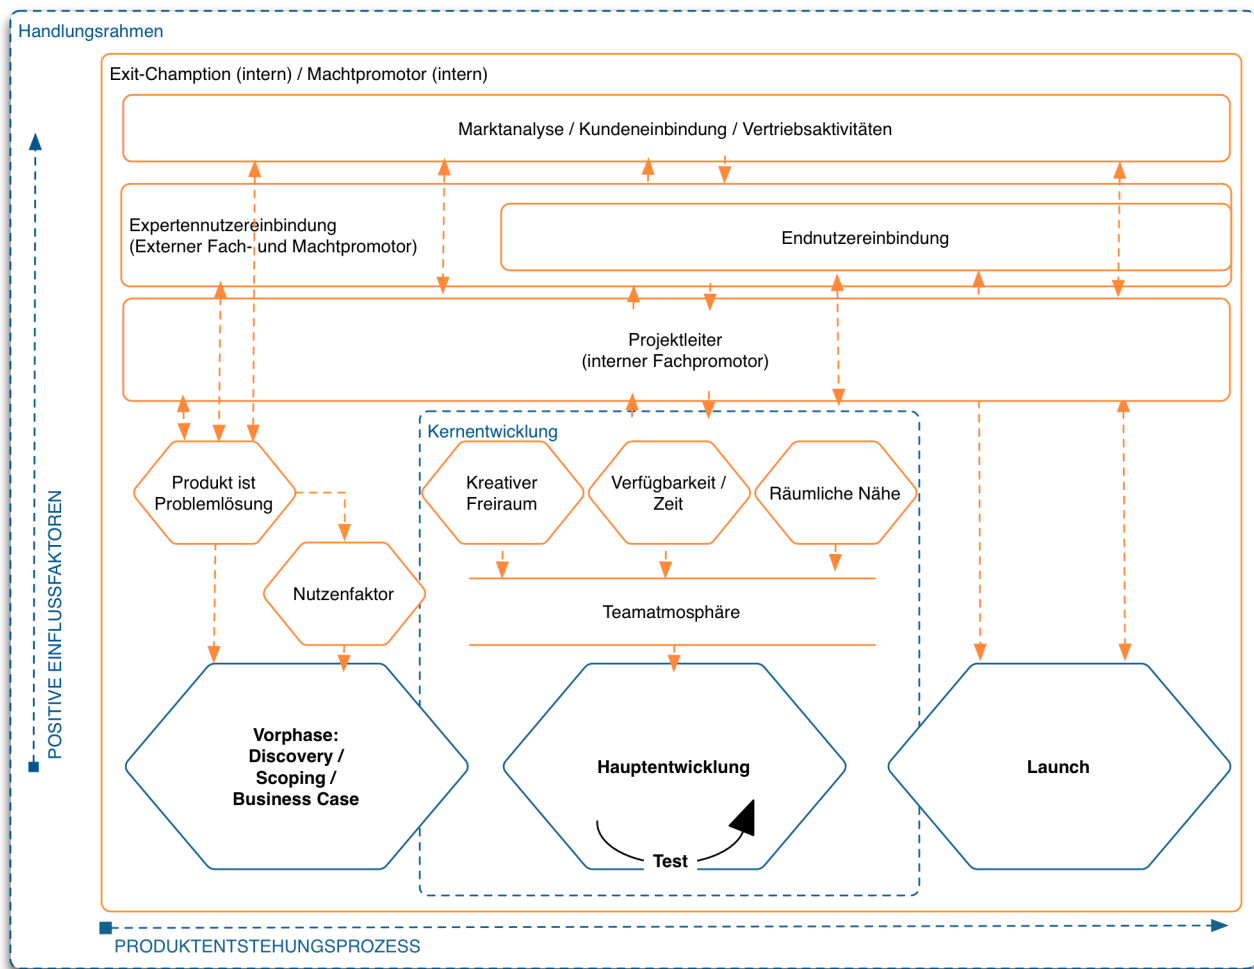 Handlungsrahmen
Exit-Chamption (intern) / Machtpromotor (intern)
Marktanalyse / Kundeneinbindung / Vertriebsaktivitäten
Expertennutzereinbindung
(Externer Fach- und Machtpromotor)
Endnutzereinbindung
Projektleiter
(interner Fachpromotor)
Kernentwicklung
Produkt ist
Problemlösung
Kreativer
Freiraum
Verfügbarkeit /
Zeit
Räumliche Nähe
Nutzenfaktor
Teamatmosphäre
Vorphase:
Discovery /
Scoping /
Business Case
Hauptentwicklung
Test
Launch
POSITIVE EINFLUSSFAKTOREN
PRODUKTENTSTEHUNGSPROZESS